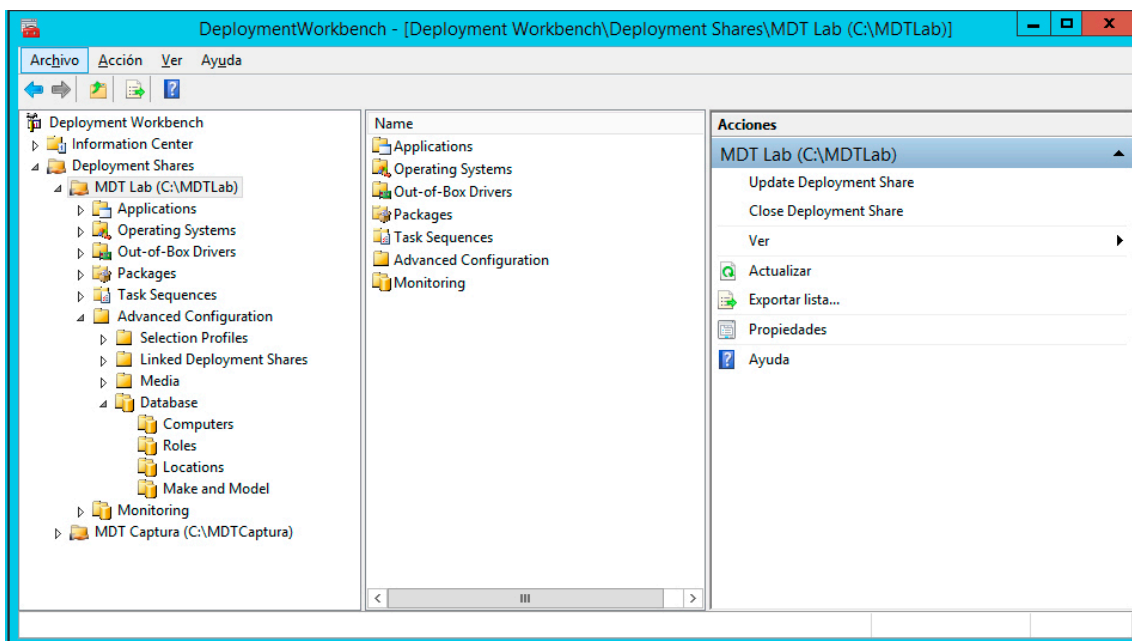 DeploymentWorkbench - [Deployment Workbench\Deployment Shares\MDT Lab (C:\MDTLab)]
Archivo Acción Ver Ayuda
Deployment Workbench
Information Center
Deployment Shares
MDT Lab (C:\MDTLab)
Applications
Operating Systems
Out-of-Box Drivers
Packages
Task Sequences
Advanced Configuration
Selection Profiles
Linked Deployment Shares
Media
Database
Computers
Roles
Locations
Make and Model
Monitoring
MDT Captura (C:\MDTCaptura)
Name
Applications
Operating Systems
Out-of-Box Drivers
Packages
Task Sequences
Advanced Configuration
Monitoring
Acciones
MDT Lab (C:\MDTLab)
Update Deployment Share
Close Deployment Share
Ver
Actualizar
Exportar lista...
Propiedades
Ayuda